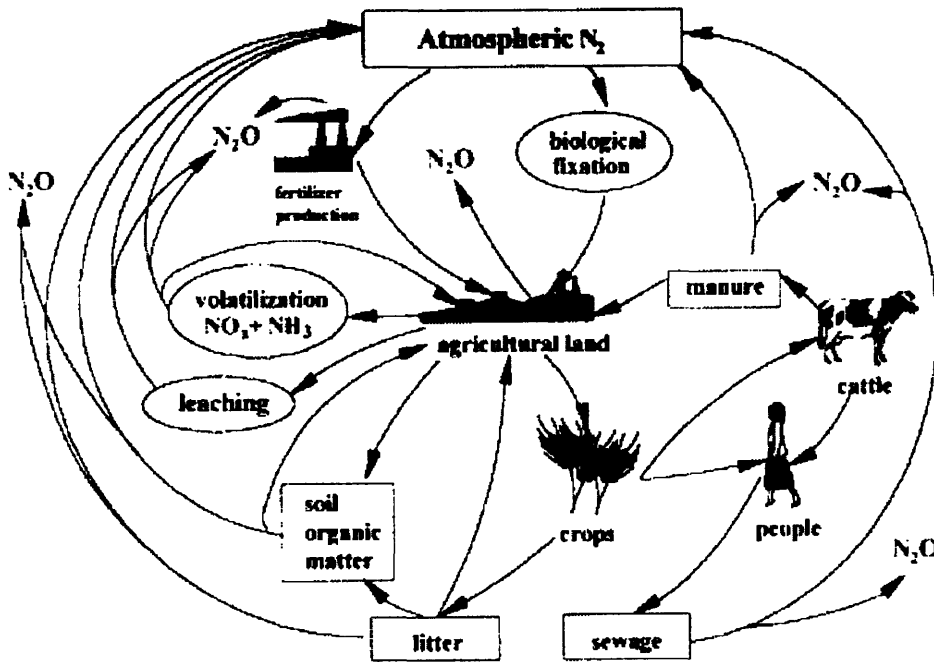 Atmospheric N₂
N₂O
N₂O
N₂O
biological
fixation
fertilizer
production
N₂O
volatilization
NOₓ+ NH₃
manure
agricultural land
leaching
cattle
soil
organic
matter
crops
people
N₂O
litter
sewage